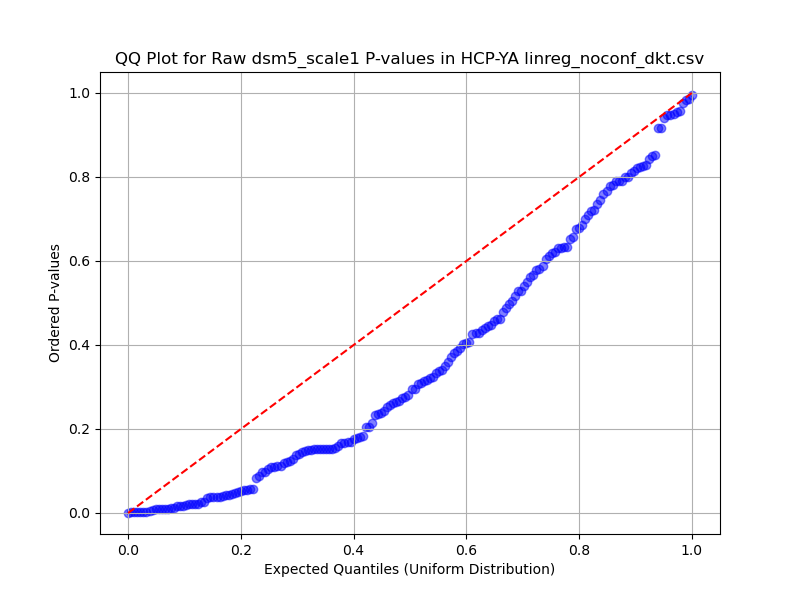 QQ Plot for Raw dsm5_scale1 P-values in HCP-YA linreg_noconf_dkt.csv
1.0
0.8
0.6
0.4
0.2
0.0
Ordered P-values
0.0 0.2 0.4 0.6 0.8 1.0
Expected Quantiles (Uniform Distribution)